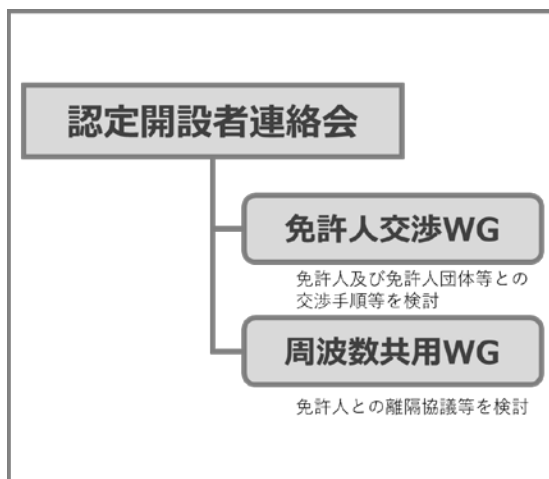 認定開設者連絡会
免許人交渉WG
免許人及び免許人団体等との
交渉手順等を検討
周波数共用WG
免許人との離隔協議等を検討